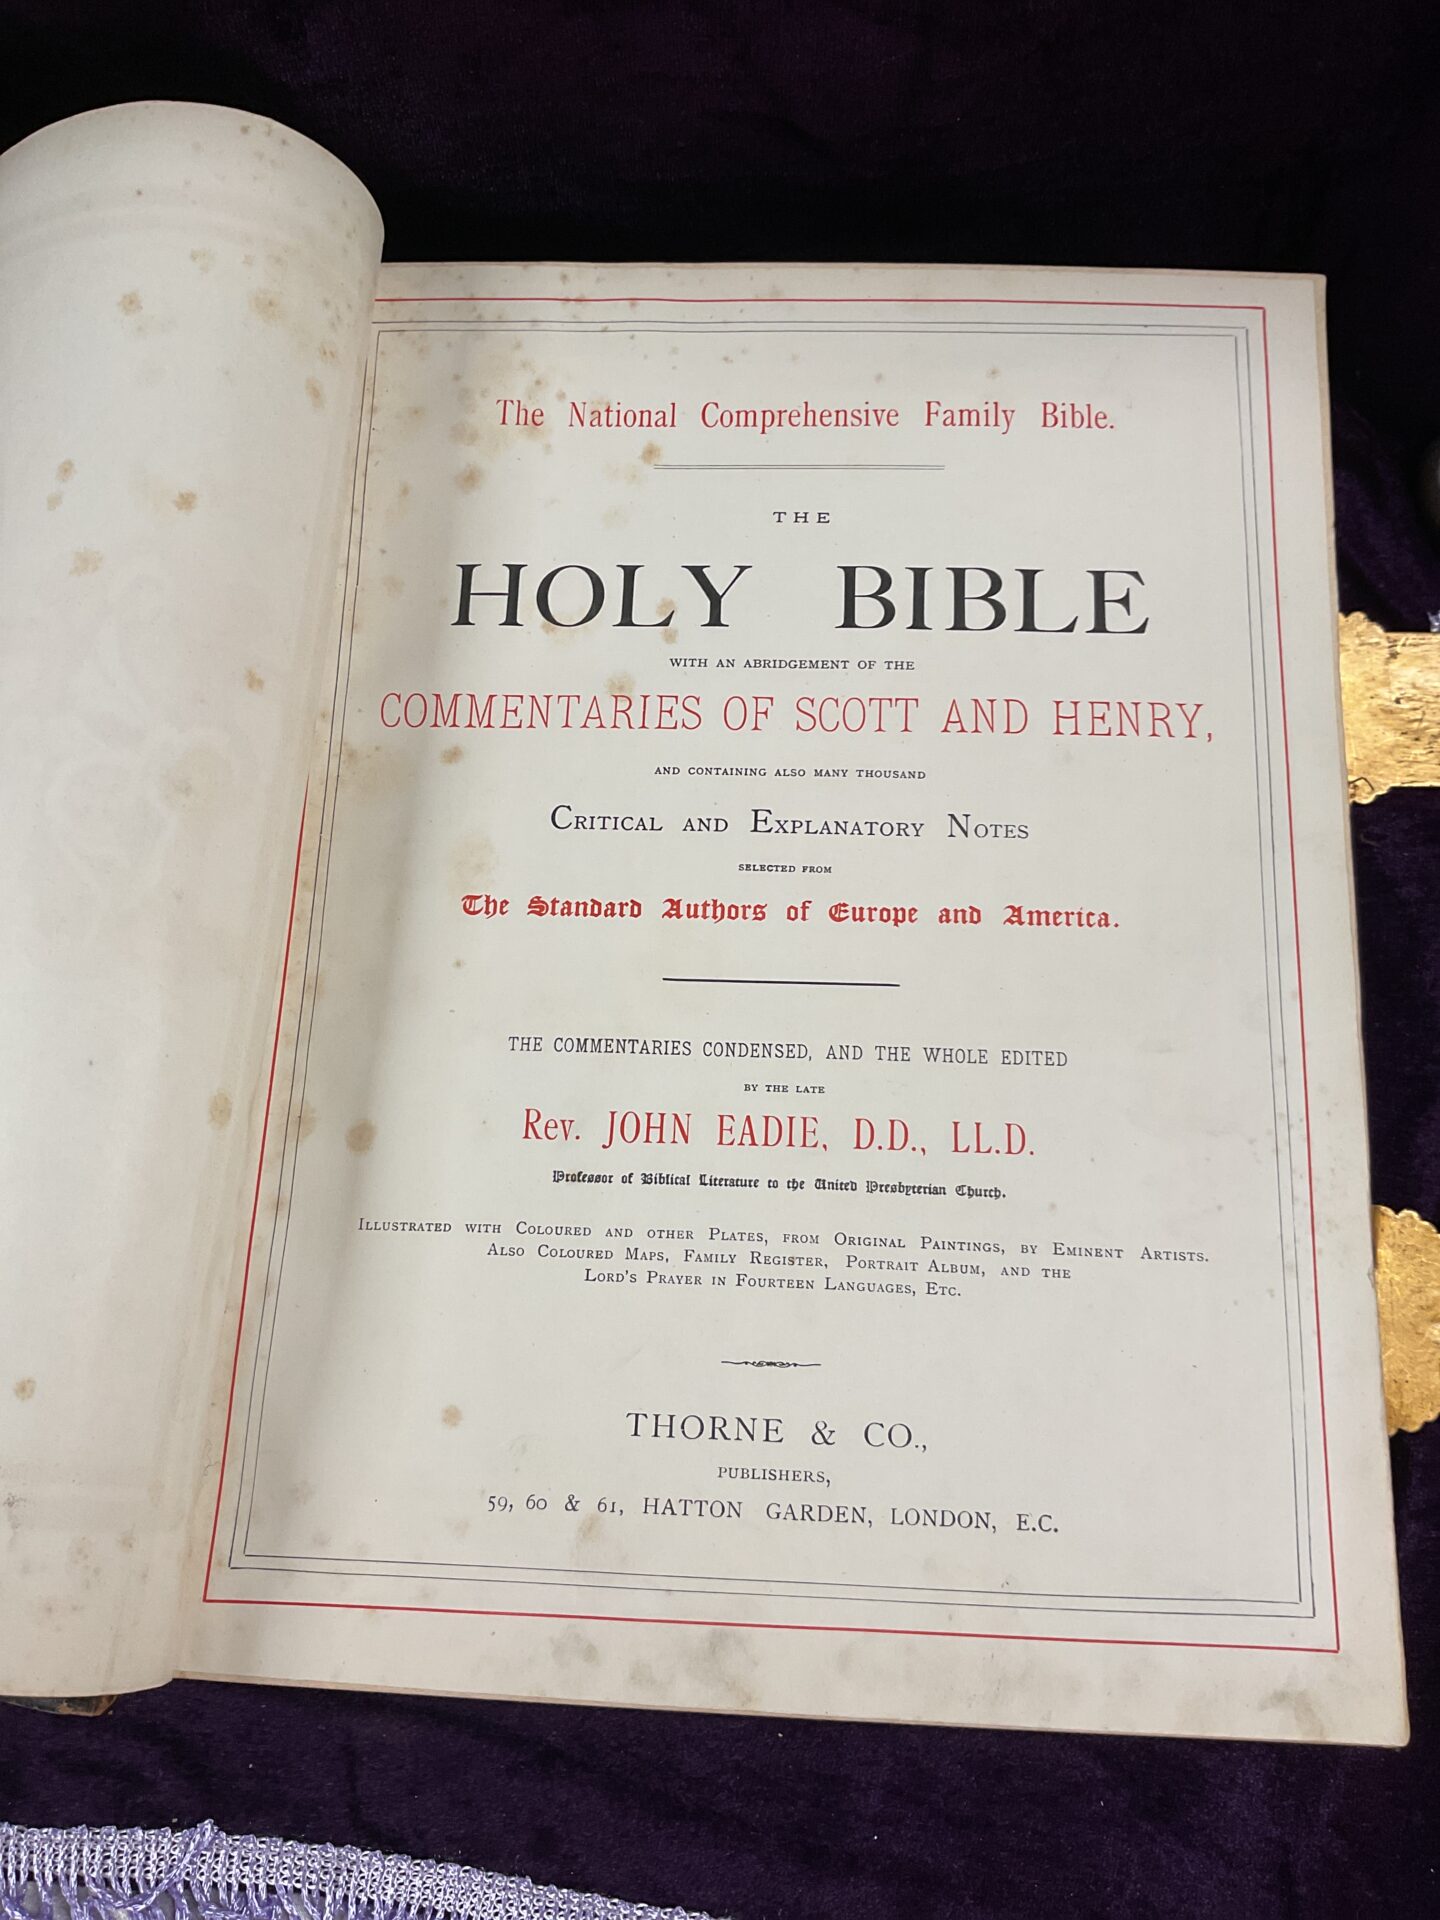 The National Comprehensive Family Bible.
THE
HOLY BIBLE
WITH AN ABRIDGEMENT OF THE
COMMENTARIES OF SCOTT AND HENRY,
AND CONTAINING ALSO MANY THOUSAND
CRITICAL AND EXPLANATORY NOTES
SELECTED FROM
The Standard Authors of Europe and America.
THE COMMENTARIES CONDENSED, AND THE WHOLE EDITED
BY THE LATE
Rev. JOHN EADIE, D.D., LL.D.
Professor of Biblical Literature to the United Presbyterian Church.
ILLUSTRATED WITH COLOURED AND OTHER PLATES, FROM ORIGINAL PAINTINGS, BY EMINENT ARTISTS.
ALSO COLOURED MAPS, FAMILY REGISTER, PORTRAIT ALBUM, AND THE
LORD'S PRAYER IN FOURTEEN LANGUAGES, ETC.
THORNE & CO.,
PUBLISHERS,
59, 60 & 61, HATTON GARDEN, LONDON, E.C.